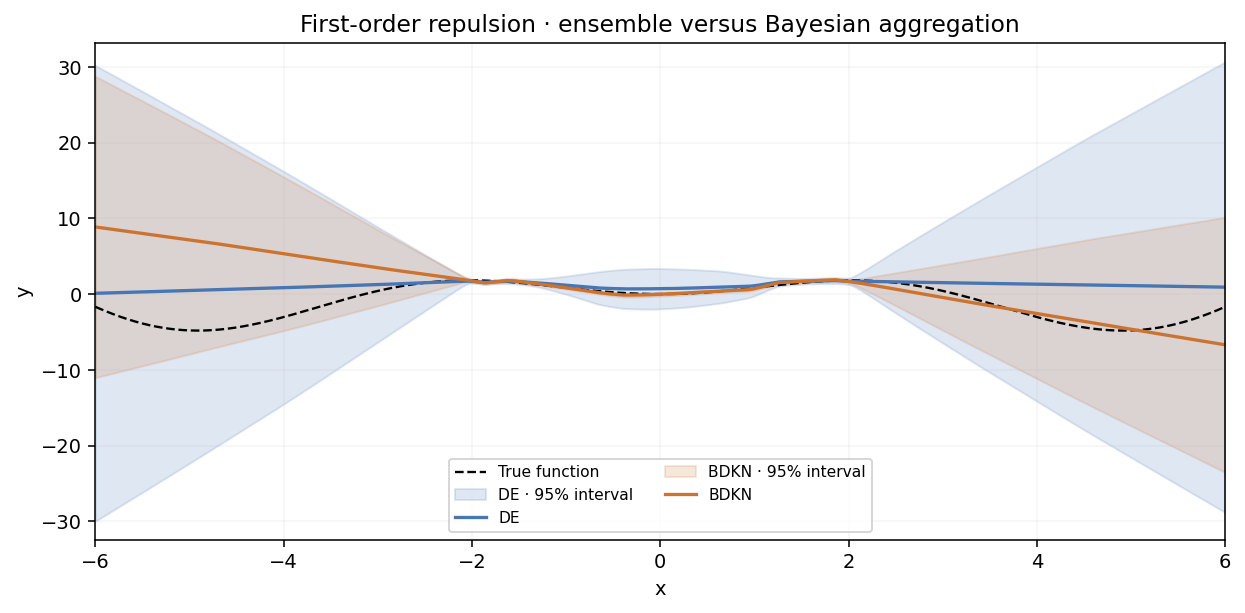 First-order repulsion · ensemble versus Bayesian aggregation
y
30
20
10
0
−10
−20
−30
−6
−4
−2
0
2
4
6
x
True function
DE · 95% interval
DE
BDKN · 95% interval
BDKN